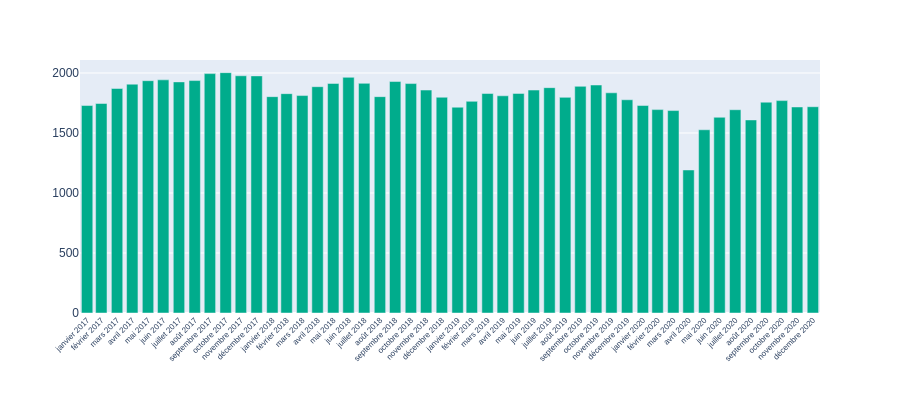 2000
1500
1000
500
0
janvier 2017
février 2017
mars 2017
avril 2017
mai 2017
juin 2017
juillet 2017
août 2017
septembre 2017
octobre 2017
novembre 2017
décembre 2017
janvier 2018
février 2018
mars 2018
avril 2018
mai 2018
juin 2018
juillet 2018
août 2018
septembre 2018
octobre 2018
novembre 2018
décembre 2018
janvier 2019
février 2019
mars 2019
avril 2019
mai 2019
juin 2019
juillet 2019
août 2019
septembre 2019
octobre 2019
novembre 2019
décembre 2019
janvier 2020
février 2020
mars 2020
avril 2020
mai 2020
juin 2020
juillet 2020
août 2020
septembre 2020
octobre 2020
novembre 2020
décembre 2020